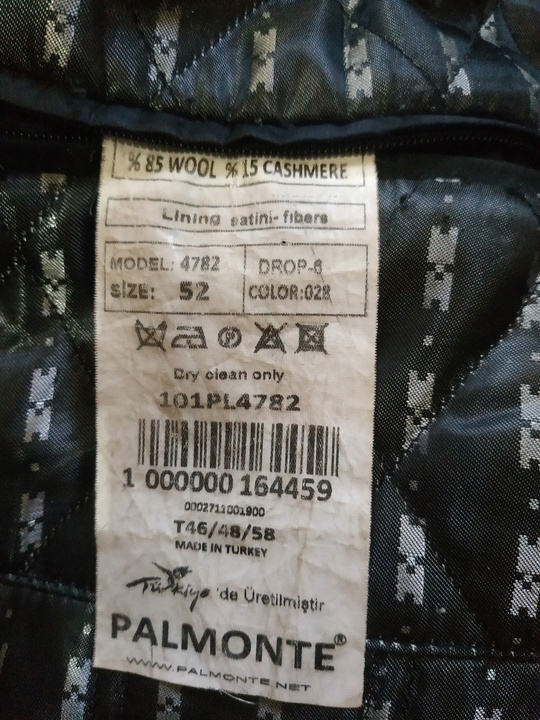 % 85 WOOL % 15 CASHMERE
Lining satini-fibers
MODEL: 4782 DROP-6
SIZE: 52 COLOR:028
Dry clean only
101PL4782
1 000000 164459
0002711001900
T46/48/58
MADE IN TURKEY
Türkiye 'de Üretilmiştir
PALMONTE®
WWW.PALMONTE.NET